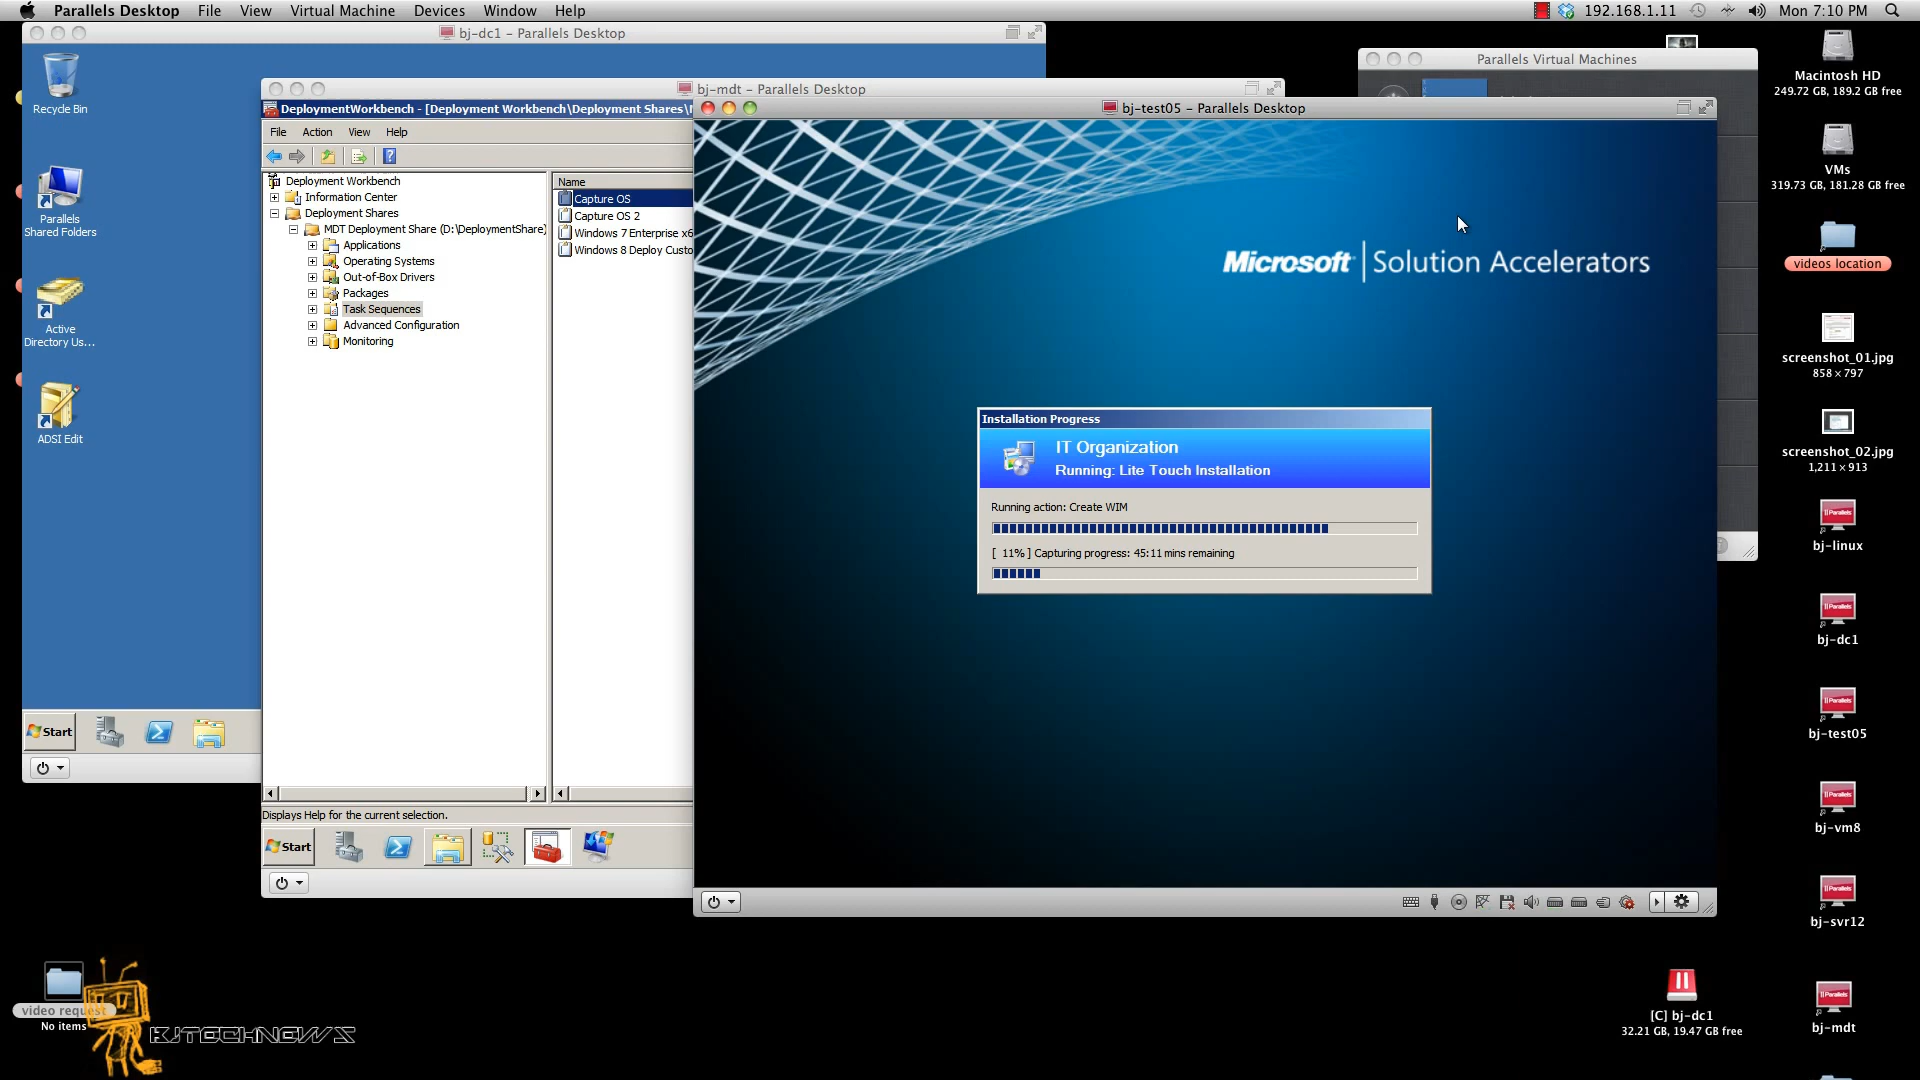 Parallels Desktop File View Virtual Machine Devices Window Help
192.168.1.11 Mon 7:10 PM
bj-dc1 - Parallels Desktop
Recycle Bin
Parallels
Shared Folders
Active
Directory Us...
ADSI Edit
Start
bj-mdt - Parallels Desktop
DeploymentWorkbench - [Deployment Workbench\Deployment Shares\
File Action View Help
Deployment Workbench
Information Center
Deployment Shares
MDT Deployment Share (D:\DeploymentShare)
Applications
Operating Systems
Out-of-Box Drivers
Packages
Task Sequences
Advanced Configuration
Monitoring
Name
Capture OS
Capture OS 2
Windows 7 Enterprise x6
Windows 8 Deploy Custo
Displays Help for the current selection.
Start
Parallels Virtual Machines
bj-test05 - Parallels Desktop
Microsoft | Solution Accelerators
Installation Progress
IT Organization
Running: Lite Touch Installation
Running action: Create WIM
[ 11% ] Capturing progress: 45:11 mins remaining
Macintosh HD
249.72 GB, 189.2 GB free
VMs
319.73 GB, 181.28 GB free
videos location
screenshot_01.jpg
858 × 797
screenshot_02.jpg
1,211 × 913
Parallels
bj-linux
Parallels
bj-dc1
Parallels
bj-test05
Parallels
bj-vm8
Parallels
bj-svr12
Parallels
bj-mdt
[C] bj-dc1
32.21 GB, 19.47 GB free
video request
No items
BJTECHNEWS